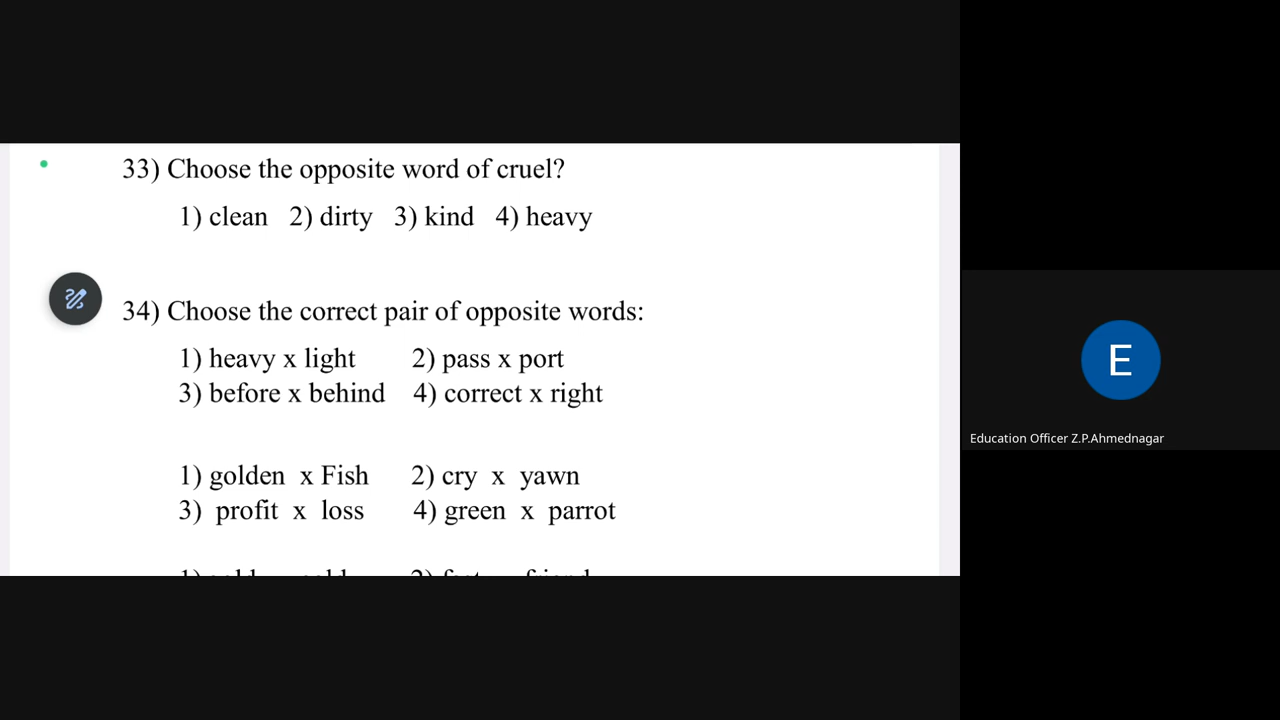 33) Choose the opposite word of cruel?
1) clean 2) dirty 3) kind 4) heavy
34) Choose the correct pair of opposite words:
1) heavy x light 2) pass x port
3) before x behind 4) correct x right
1) golden x Fish 2) cry x yawn
3) profit x loss 4) green x parrot
E
Education Officer Z.P.Ahmednagar